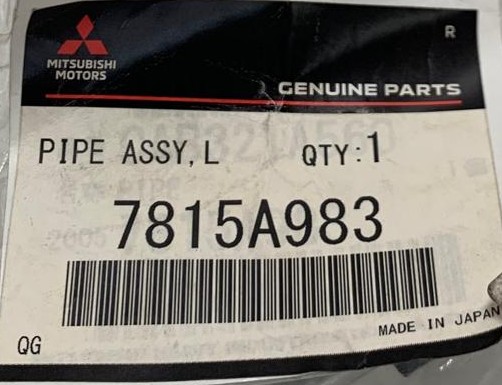 R
MITSUBISHI
MOTORS
GENUINE PARTS
PIPE ASSY, L QTY:1
7815A983
MADE IN JAPAN
QG